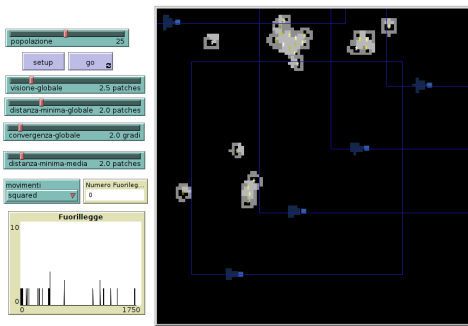 popolazione 25
setup go
visione-globale 2.5 patches
distanza-minima-globale 2.0 patches
convergenza-globale 2.0 gradi
distanza-minima-media 2.0 patches
movimenti
squared
Numero Fuorileg...
0
Fuorillegge
10
0
0 1750